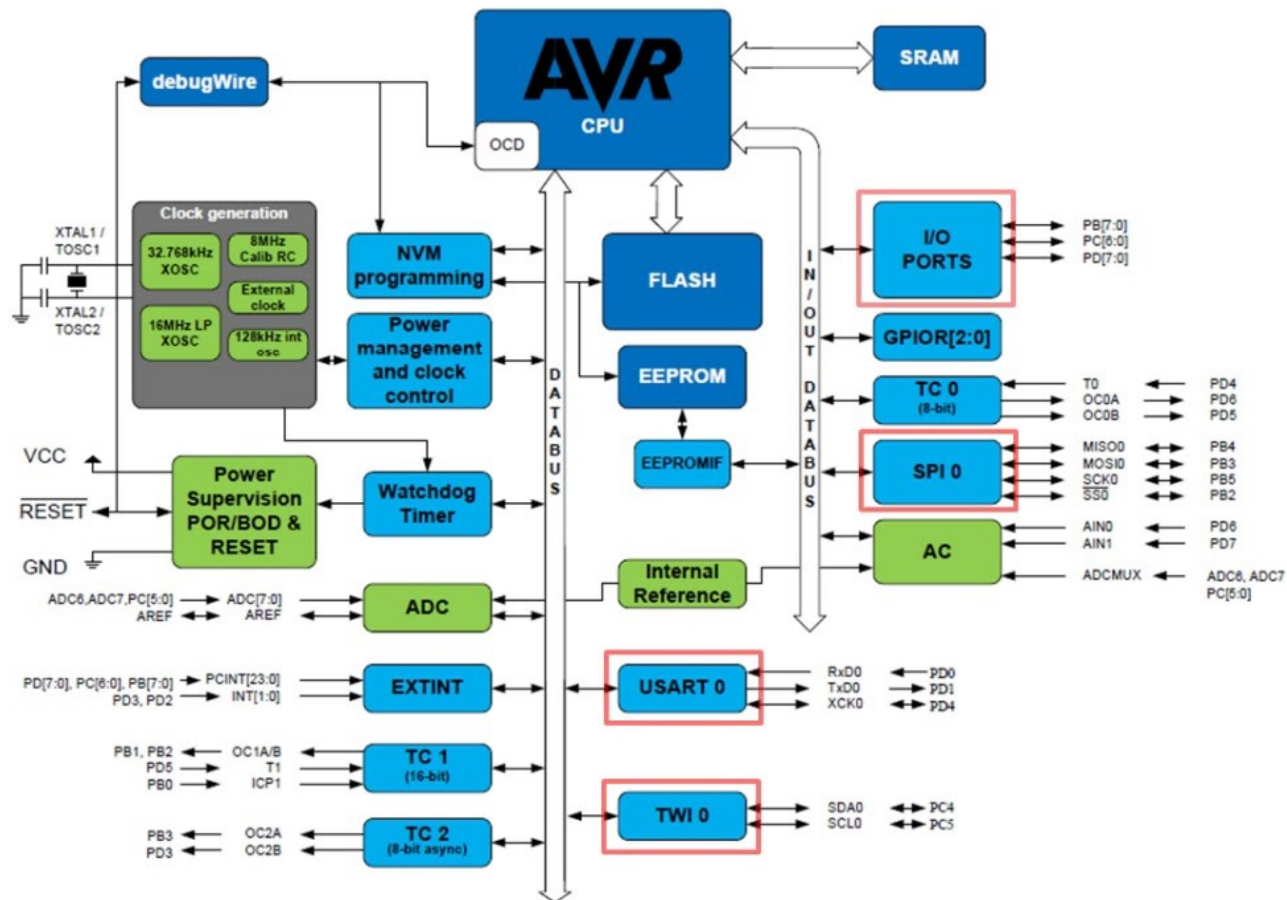 AVR
CPU
OCD
SRAM
debugWire
Clock generation
XTAL1 /
TOSC1
32.768kHz
XOSC
8MHz
Calib RC
External
clock
XTAL2 /
TOSC2
16MHz LP
XOSC
128kHz int
osc
NVM
programming
Power
management
and clock
control
FLASH
EEPROM
EEPROMIF
DATABUS
IN/OUT DATABUS
I/O
PORTS
PB[7:0]
PC[6:0]
PD[7:0]
GPIOR[2:0]
TC 0
(8-bit)
T0 PD4
OC0A PD6
OC0B PD5
SPI 0
MISO0 PB4
MOSI0 PB3
SCK0 PB5
SS0 PB2
AC
AIN0 PD6
AIN1 PD7
ADCMUX ADC6, ADC7
PC[5:0]
VCC
RESET
GND
Power
Supervision
POR/BOD &
RESET
Watchdog
Timer
Internal
Reference
ADC6,ADC7,PC[5:0] ADC[7:0]
AREF AREF
ADC
PD[7:0], PC[6:0], PB[7:0] PCINT[23:0]
PD3, PD2 INT[1:0]
EXTINT
USART 0
RxD0 PD0
TxD0 PD1
XCK0 PD4
PB1, PB2 OC1A/B
PD5 T1
PB0 ICP1
TC 1
(16-bit)
TWI 0
SDA0 PC4
SCL0 PC5
PB3 OC2A
PD3 OC2B
TC 2
(8-bit async)